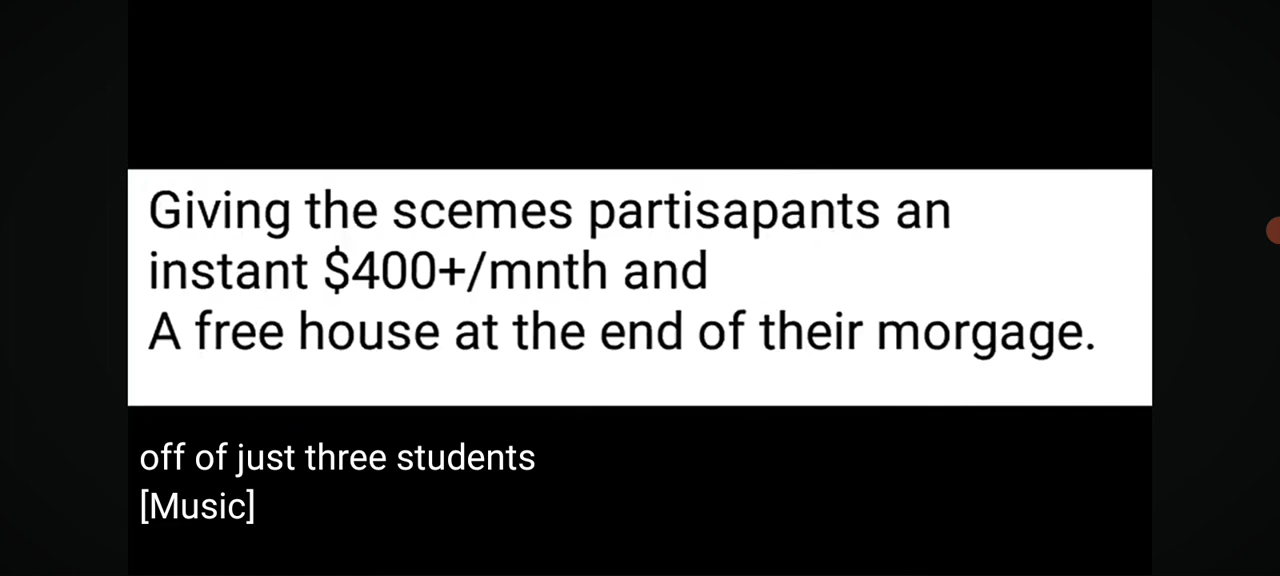 Giving the scemes partisapants an
instant $400+/mnth and
A free house at the end of their morgage.
off of just three students
[Music]